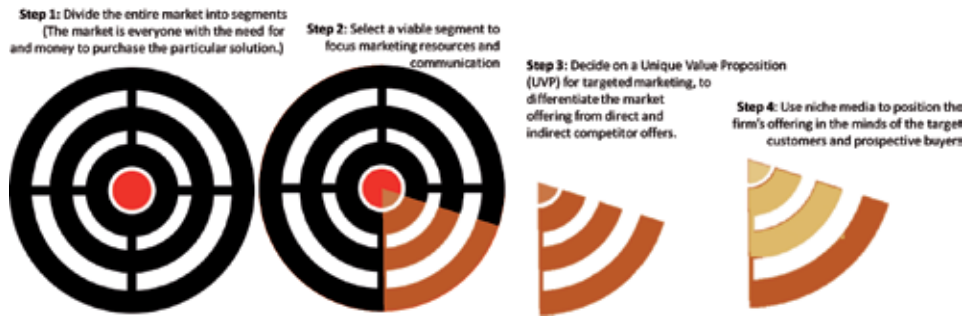 Step 1: Divide the entire market into segments
(The market is everyone with the need for
and money to purchase the particular solution.)
Step 2: Select a viable segment to
focus marketing resources and
communication
Step 3: Decide on a Unique Value Proposition
(UVP) for targeted marketing, to
differentiate the market
offering from direct and
indirect competitor offers.
Step 4: Use niche media to position the
firm's offering in the minds of the target
customers and prospective buyers